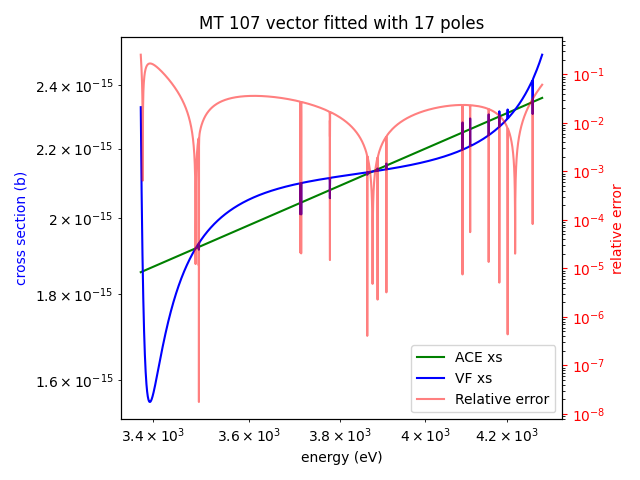 MT 107 vector fitted with 17 poles
cross section (b)
2.4 × 10⁻¹⁵
2.2 × 10⁻¹⁵
2 × 10⁻¹⁵
1.8 × 10⁻¹⁵
1.6 × 10⁻¹⁵
10⁻¹
10⁻²
10⁻³
10⁻⁴
10⁻⁵
10⁻⁶
10⁻⁷
10⁻⁸
relative error
ACE xs
VF xs
Relative error
3.4 × 10³ 3.6 × 10³ 3.8 × 10³ 4 × 10³ 4.2 × 10³
energy (eV)